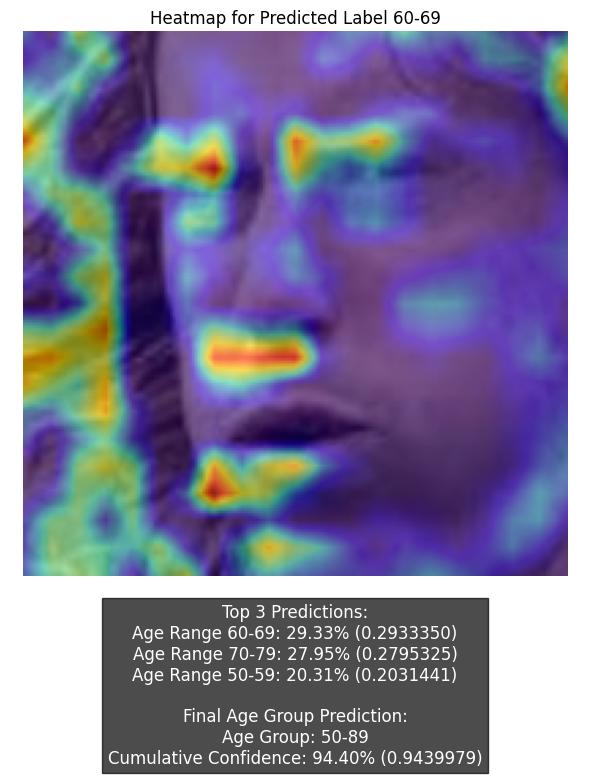 Heatmap for Predicted Label 60-69
Top 3 Predictions:
Age Range 60-69: 29.33% (0.2933350)
Age Range 70-79: 27.95% (0.2795325)
Age Range 50-59: 20.31% (0.2031441)
Final Age Group Prediction:
Age Group: 50-89
Cumulative Confidence: 94.40% (0.9439979)